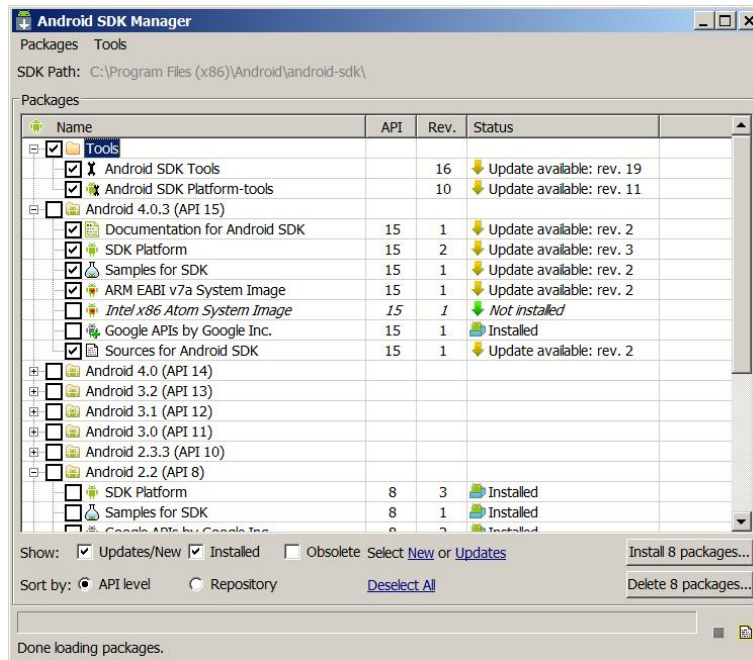 Android SDK Manager
Packages Tools
SDK Path: C:\Program Files (x86)\Android\android-sdk\
Packages
Name API Rev. Status
Tools
Android SDK Tools 16 Update available: rev. 19
Android SDK Platform-tools 10 Update available: rev. 11
Android 4.0.3 (API 15)
Documentation for Android SDK 15 1 Update available: rev. 2
SDK Platform 15 2 Update available: rev. 3
Samples for SDK 15 1 Update available: rev. 2
ARM EABI v7a System Image 15 1 Update available: rev. 2
Intel x86 Atom System Image 15 1 Not installed
Google APIs by Google Inc. 15 1 Installed
Sources for Android SDK 15 1 Update available: rev. 2
Android 4.0 (API 14)
Android 3.2 (API 13)
Android 3.1 (API 12)
Android 3.0 (API 11)
Android 2.3.3 (API 10)
Android 2.2 (API 8)
SDK Platform 8 3 Installed
Samples for SDK 8 1 Installed
Google APIs by Google Inc. 8 2 Installed
Show: Updates/New Installed Obsolete Select New or Updates Install 8 packages...
Sort by: API level Repository Deselect All Delete 8 packages...
Done loading packages.